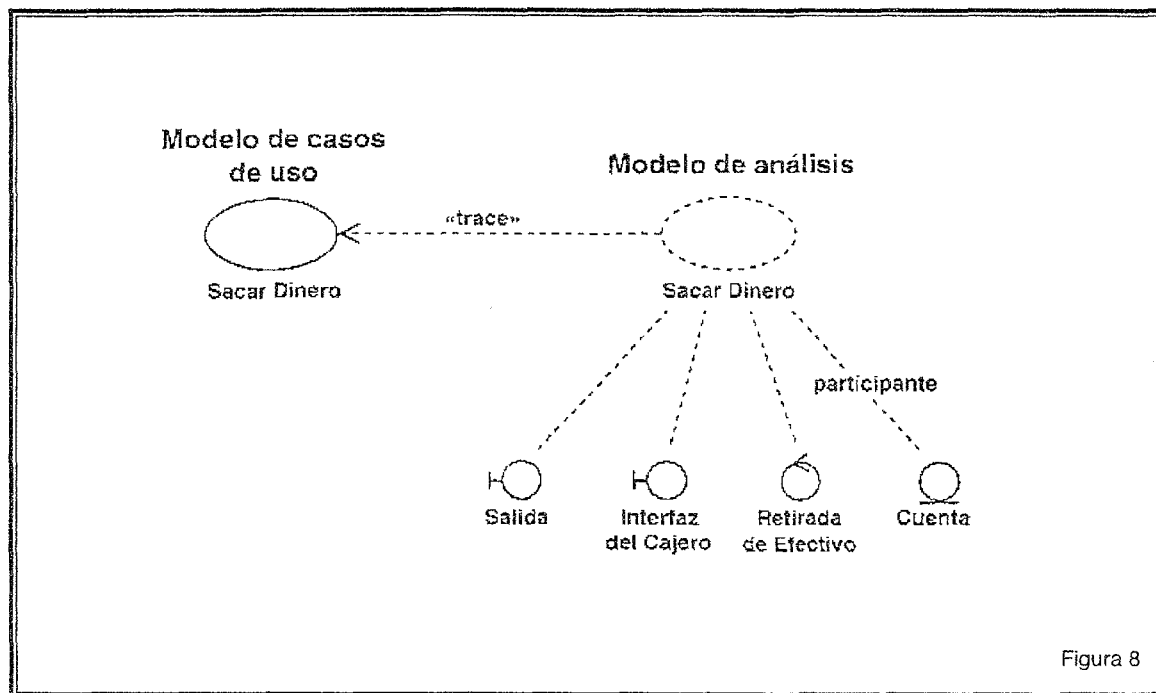 Modelo de casos
de uso
Modelo de análisis
«trace»
Sacar Dinero
Sacar Dinero
participante
Salida
Interfaz
del Cajero
Retirada
de Efectivo
Cuenta
Figura 8